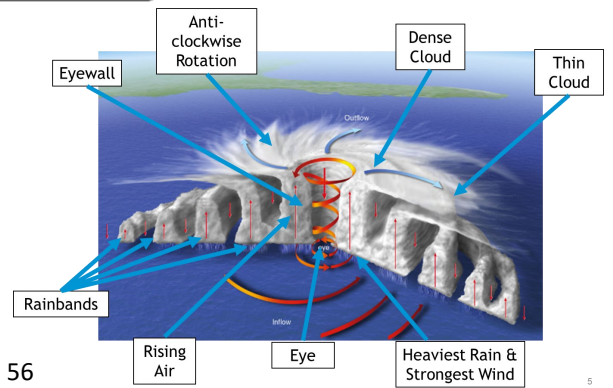 Anti-
clockwise
Rotation
Dense
Cloud
Eyewall
Thin
Cloud
Outflow
eye
Rainbands
Inflow
Rising
Air
Eye
Heaviest Rain &
Strongest Wind
56
5